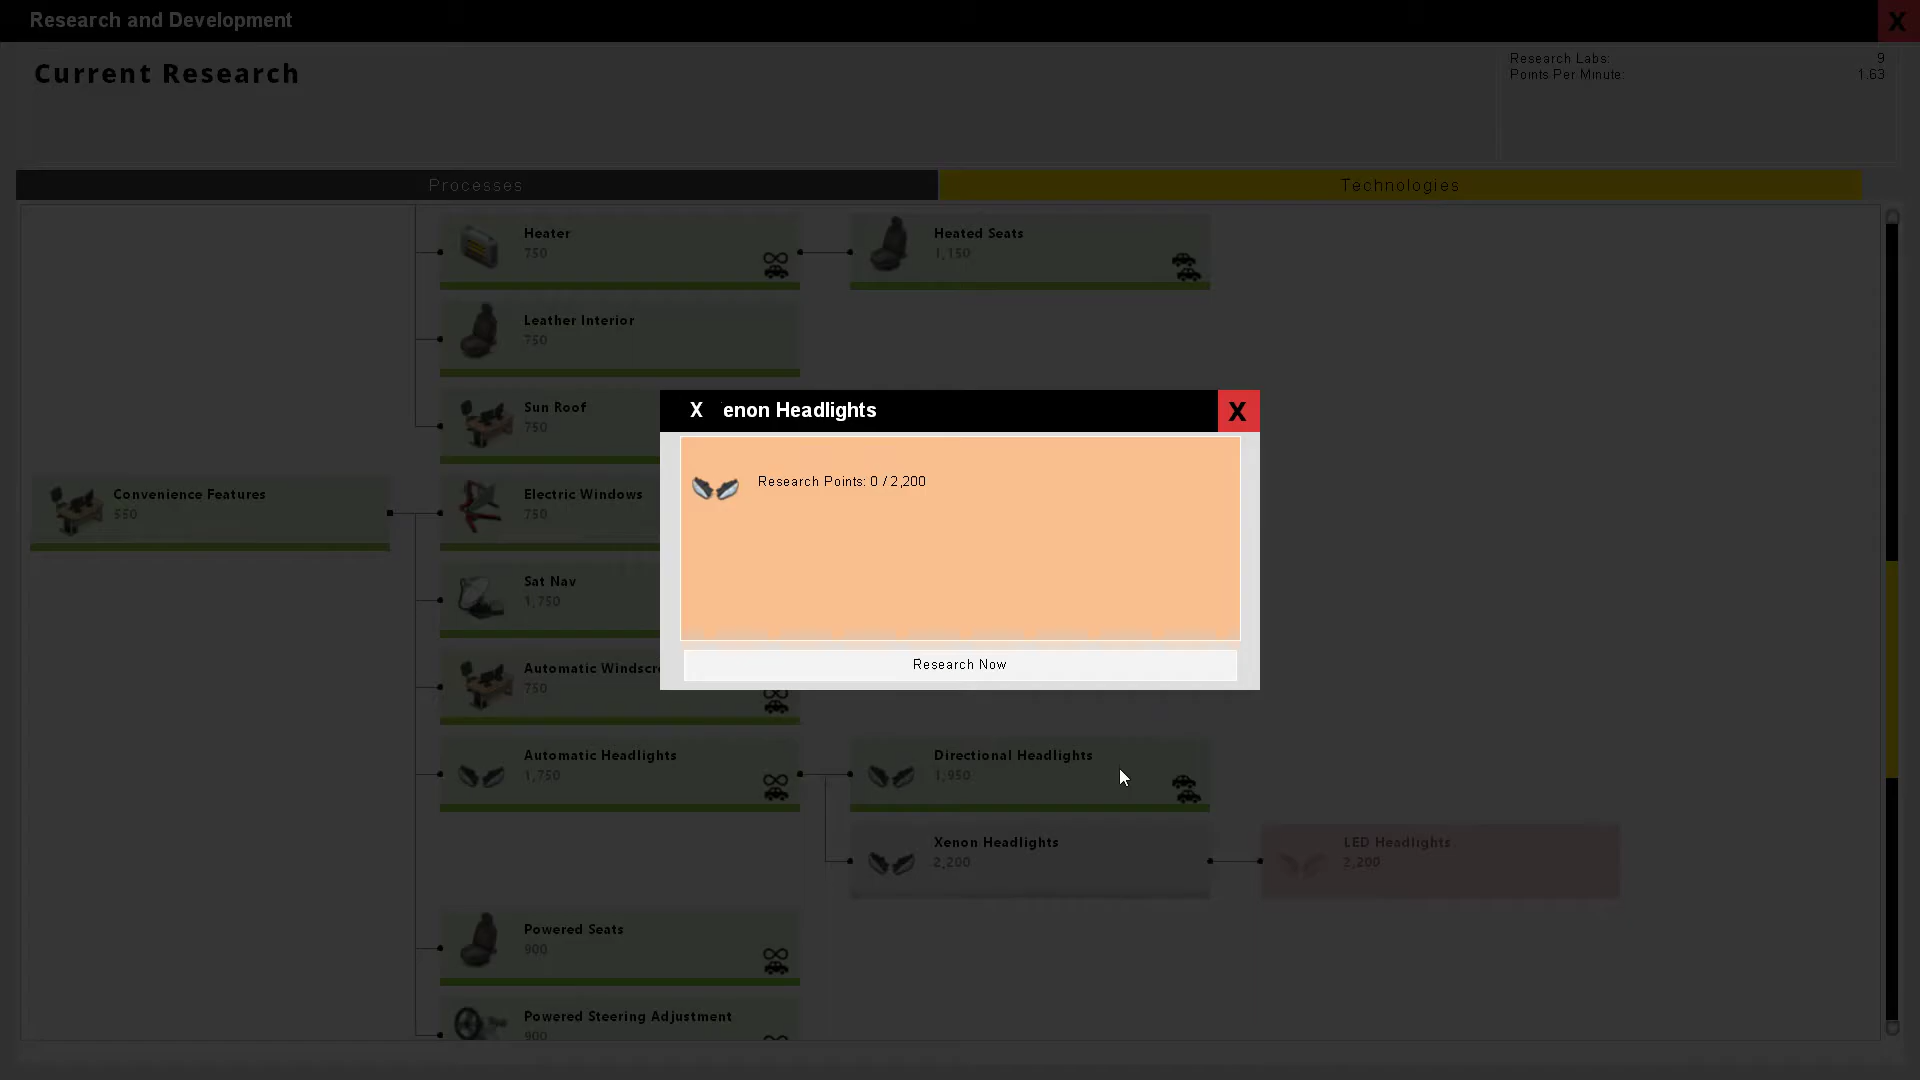 Research and Development
X
Current Research
Research Labs: 9
Points Per Minute: 1.63
Processes
Technologies
Heater
750
Heated Seats
1,150
Leather Interior
750
Sun Roof
750
X enon Headlights
X
Research Points: 0 / 2,200
Research Now
Convenience Features
550
Electric Windows
750
Sat Nav
1,750
Automatic Windscre
750
Automatic Headlights
1,750
Directional Headlights
1,950
Xenon Headlights
2,200
LED Headlights
2,200
Powered Seats
900
Powered Steering Adjustment
900